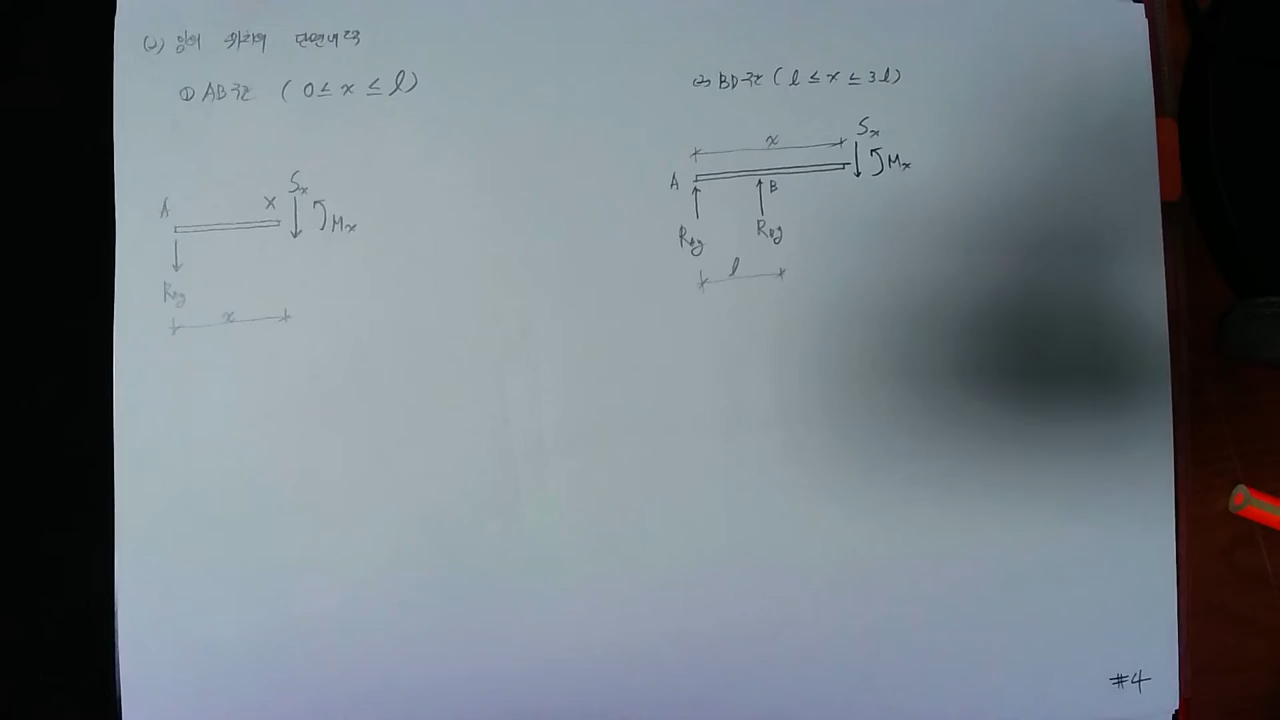 (2) 임의 위치의 단면내력
① AB구간 ( 0 ≤ x ≤ l )
A
x
Sx
Mx
RAy
x
② BD구간 ( l ≤ x ≤ 3l )
x
Sx
A
B
Mx
RAy
RBy
l
#4